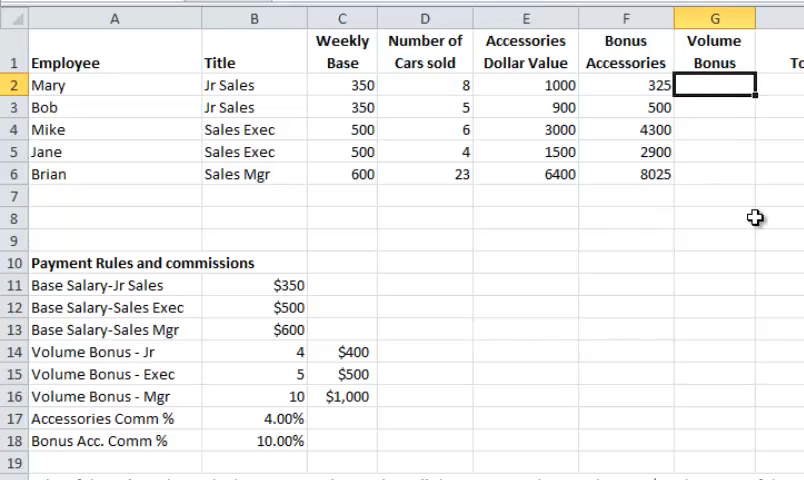 A B C D E F G
Weekly Number of Accessories Bonus Volume
1 Employee Title Base Cars sold Dollar Value Accessories Bonus
2 Mary Jr Sales 350 8 1000 325
3 Bob Jr Sales 350 5 900 500
4 Mike Sales Exec 500 6 3000 4300
5 Jane Sales Exec 500 4 1500 2900
6 Brian Sales Mgr 600 23 6400 8025
7
8
9
10 Payment Rules and commissions
11 Base Salary-Jr Sales $350
12 Base Salary-Sales Exec $500
13 Base Salary-Sales Mgr $600
14 Volume Bonus - Jr 4 $400
15 Volume Bonus - Exec 5 $500
16 Volume Bonus - Mgr 10 $1,000
17 Accessories Comm % 4.00%
18 Bonus Acc. Comm % 10.00%
19